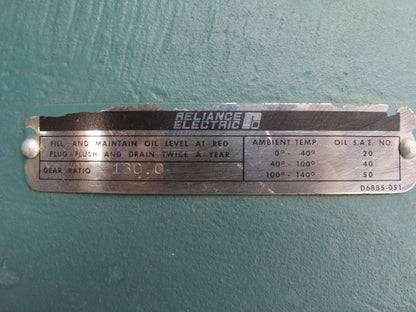 RELIANCE
ELECTRIC
FILL AND MAINTAIN OIL LEVEL AT RED
PLUG - FLUSH AND DRAIN TWICE A YEAR
GEAR RATIO 130.0
AMBIENT TEMP. OIL S.A.E. NO.
0° - 40° 20
40° - 100° 40
100° - 140° 50
D6885-051